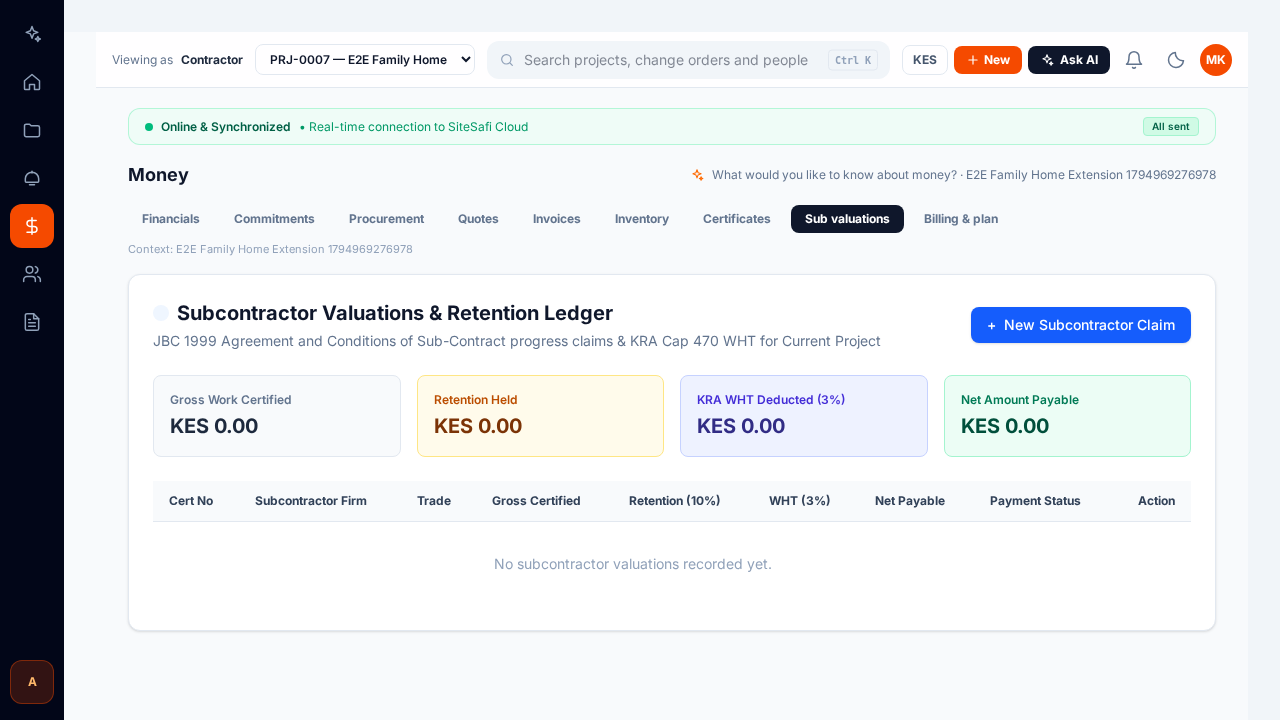 Viewing as Contractor PRJ-0007 — E2E Family Home Search projects, change orders and people Ctrl K KES + New Ask AI MK
Online & Synchronized • Real-time connection to SiteSafi Cloud All sent
Money What would you like to know about money? · E2E Family Home Extension 1794969276978
Financials Commitments Procurement Quotes Invoices Inventory Certificates Sub valuations Billing & plan
Context: E2E Family Home Extension 1794969276978
Subcontractor Valuations & Retention Ledger
+ New Subcontractor Claim
JBC 1999 Agreement and Conditions of Sub-Contract progress claims & KRA Cap 470 WHT for Current Project
Gross Work Certified Retention Held KRA WHT Deducted (3%) Net Amount Payable
KES 0.00 KES 0.00 KES 0.00 KES 0.00
Cert No Subcontractor Firm Trade Gross Certified Retention (10%) WHT (3%) Net Payable Payment Status Action
No subcontractor valuations recorded yet.
A